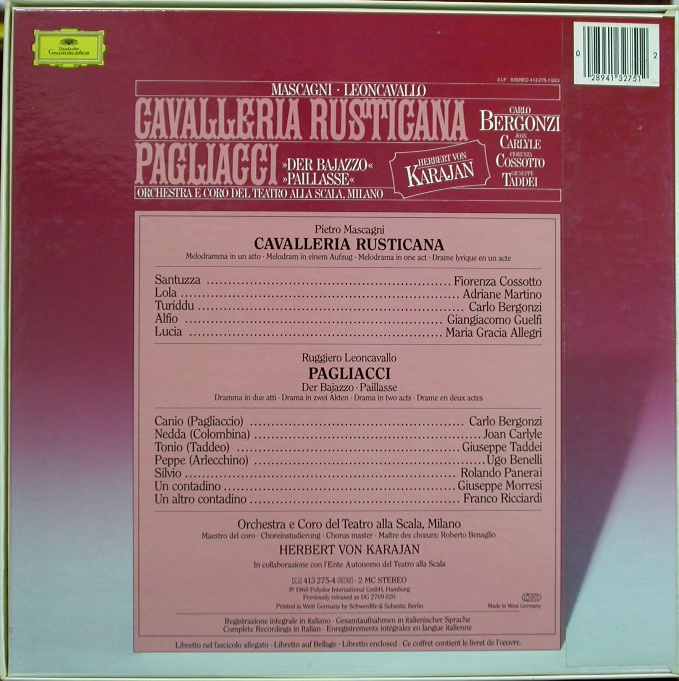 Deutsche
Grammophon
0 28941 32751 2
3 LP · STEREO 413 275-1
MASCAGNI · LEONCAVALLO
CAVALLERIA RUSTICANA
PAGLIACCI »DER BAJAZZO«
»PAILLASSE«
HERBERT VON
KARAJAN
CARLO
BERGONZI
JOAN
CARLYLE
FIORENZA
COSSOTTO
GIUSEPPE
TADDEI
ORCHESTRA E CORO DEL TEATRO ALLA SCALA, MILANO
Pietro Mascagni
CAVALLERIA RUSTICANA
Melodramma in un atto · Melodram in einem Aufzug · Melodrama in one act · Drame lyrique en un acte
Santuzza ........ Fiorenza Cossotto
Lola ........ Adriane Martino
Turiddu ........ Carlo Bergonzi
Alfio ........ Giangiacomo Guelfi
Lucia ........ Maria Gracia Allegri
Ruggiero Leoncavallo
PAGLIACCI
Der Bajazzo · Paillasse
Dramma in due atti · Drama in zwei Akten · Drama in two acts · Drame en deux actes
Canio (Pagliaccio) ........ Carlo Bergonzi
Nedda (Colombina) ........ Joan Carlyle
Tonio (Taddeo) ........ Giuseppe Taddei
Peppe (Arlecchino) ........ Ugo Benelli
Silvio ........ Rolando Panerai
Un contadino ........ Giuseppe Morresi
Un altro contadino ........ Franco Ricciardi
Orchestra e Coro del Teatro alla Scala, Milano
Maestro del coro · Choreinstudierung · Chorus master · Maître des chœurs: Roberto Benaglio
HERBERT VON KARAJAN
In collaborazione con l'Ente Autonomo del Teatro alla Scala
413 275-4 · 2 MC STEREO
℗ 1966 Polydor International GmbH, Hamburg
Previously released as DG 2709 020
Printed in West Germany by Schwerdtle & Schantz, Berlin
Made in West Germany
Registrazione integrale in italiano · Gesamtaufnahmen in italienischer Sprache
Complete Recordings in Italian · Enregistrements intégrales en langue italienne
Libretto nel fascicolo allegato · Libretto auf Beilage · Libretto enclosed · Ce coffret contient le livret de l'œuvre.